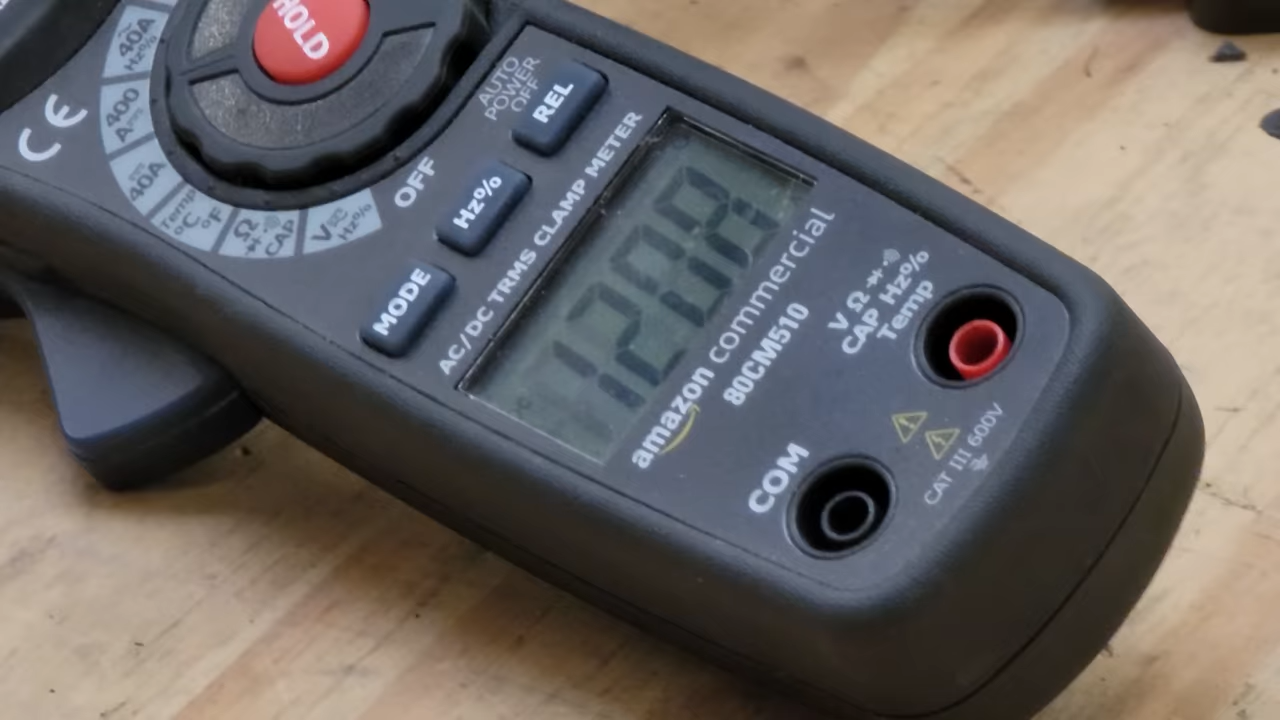 HOLD
40A
Hz%
400
A
40A
Temp
°C °F
Ω
CAP
V
Hz%
OFF
CE
AUTO
POWER
OFF
REL
Hz%
MODE
AC/DC TRMS CLAMP METER
amazon commercial
80CM510
V Ω
CAP Hz%
Temp
COM
CAT III 600V